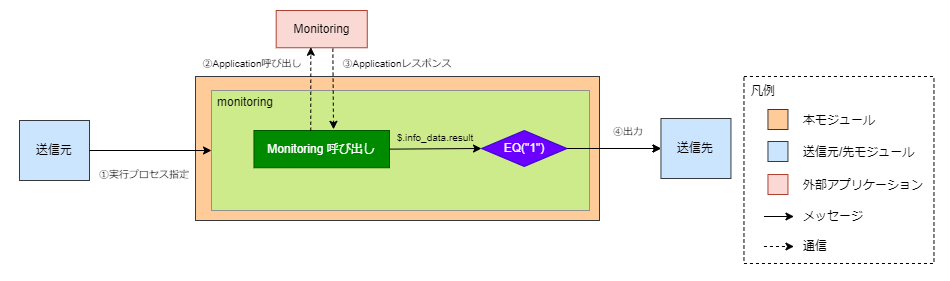 Monitoring
②Application呼び出し
③Applicationレスポンス
monitoring
送信元
①実行プロセス指定
Monitoring 呼び出し
$.info_data.result
EQ("1")
④出力
送信先
凡例
本モジュール
送信元/先モジュール
外部アプリケーション
メッセージ
通信